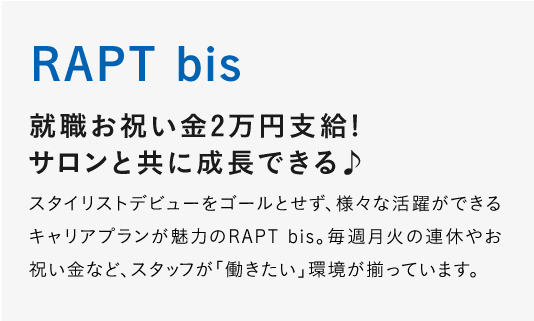 RAPT bis
就職お祝い金2万円支給!
サロンと共に成長できる♪
スタイリストデビューをゴールとせず、様々な活躍ができる
キャリアプランが魅力のRAPT bis。毎週月火の連休やお
祝い金など、スタッフが「働きたい」環境が揃っています。